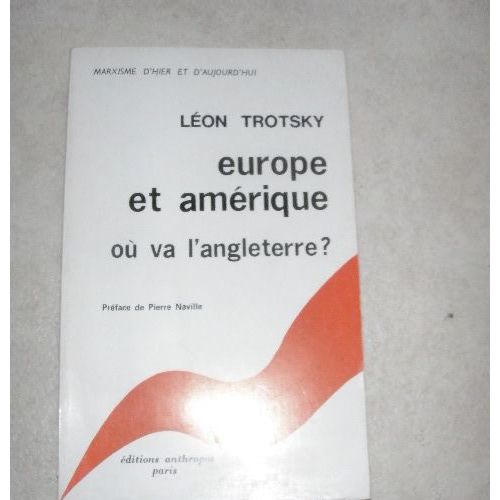 MARXISME D'HIER ET D'AUJOURD'HUI
LÉON TROTSKY
europe
et amérique
où va l'angleterre?
Préface de Pierre Naville
éditions anthropos
paris